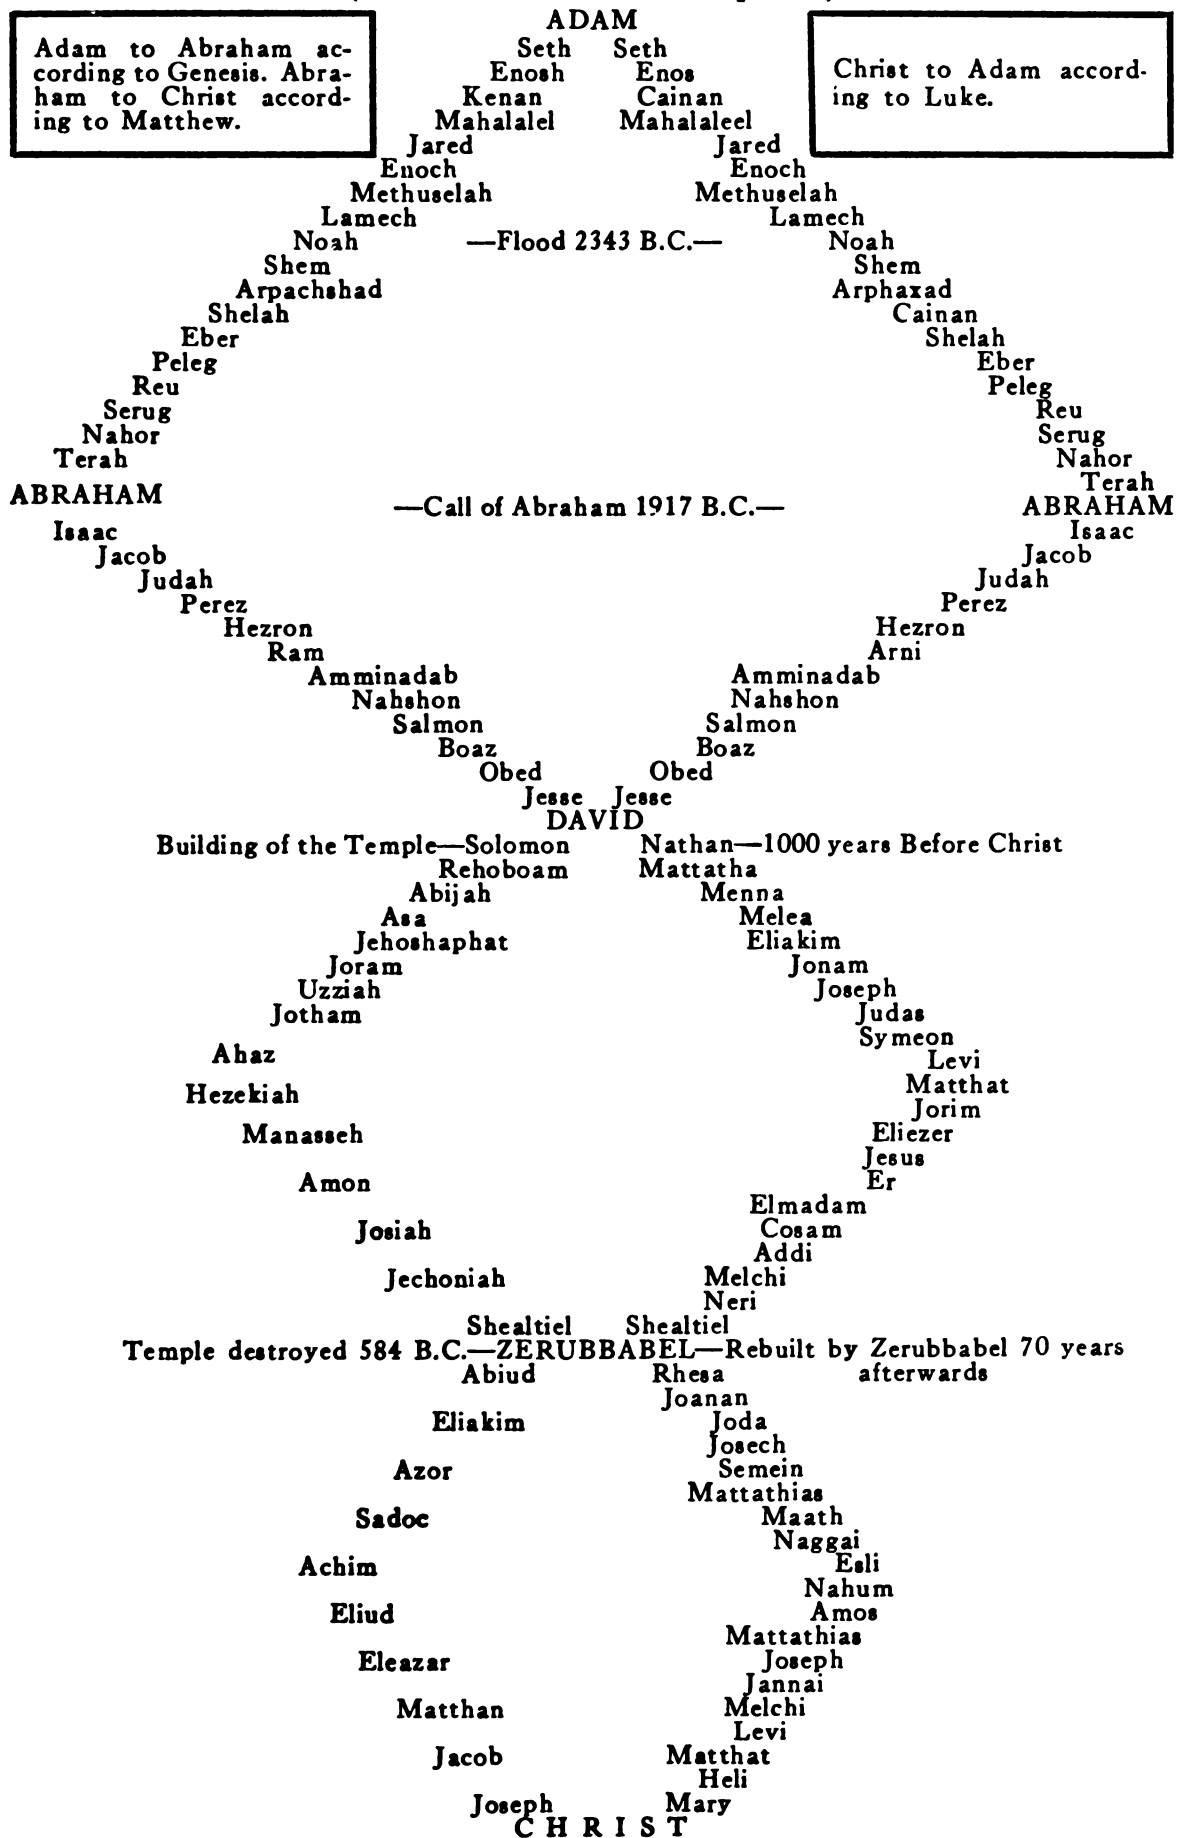 ADAM
Adam to Abraham ac-
cording to Genesis. Abra-
ham to Christ accord-
ing to Matthew.
Christ to Adam accord-
ing to Luke.
Seth Seth
Enosh Enos
Kenan Cainan
Mahalalel Mahalaleel
Jared Jared
Enoch Enoch
Methuselah Methuselah
Lamech Lamech
Noah —Flood 2343 B.C.— Noah
Shem Shem
Arpachshad Arphaxad
Shelah Cainan
Eber Shelah
Peleg Eber
Reu Peleg
Serug Reu
Nahor Serug
Terah Nahor
Terah
ABRAHAM —Call of Abraham 1917 B.C.— ABRAHAM
Isaac Isaac
Jacob Jacob
Judah Judah
Perez Perez
Hezron Hezron
Ram Arni
Amminadab Amminadab
Nahshon Nahshon
Salmon Salmon
Boaz Boaz
Obed Obed
Jesse Jesse
DAVID
Building of the Temple—Solomon Nathan—1000 years Before Christ
Rehoboam Mattatha
Abijah Menna
Asa Melea
Jehoshaphat Eliakim
Joram Jonam
Uzziah Joseph
Jotham Judas
Symeon
Ahaz Levi
Matthat
Hezekiah Jorim
Manasseh Eliezer
Jesus
Amon Er
Elmadam
Josiah Cosam
Addi
Jechoniah Melchi
Neri
Shealtiel Shealtiel
Temple destroyed 584 B.C.—ZERUBBABEL—Rebuilt by Zerubbabel 70 years
Abiud Rhesa afterwards
Joanan
Eliakim Joda
Josech
Azor Semein
Mattathias
Sadoc Maath
Naggai
Achim Esli
Nahum
Eliud Amos
Mattathias
Eleazar Joseph
Jannai
Matthan Melchi
Levi
Jacob Matthat
Heli
Joseph Mary
CHRIST